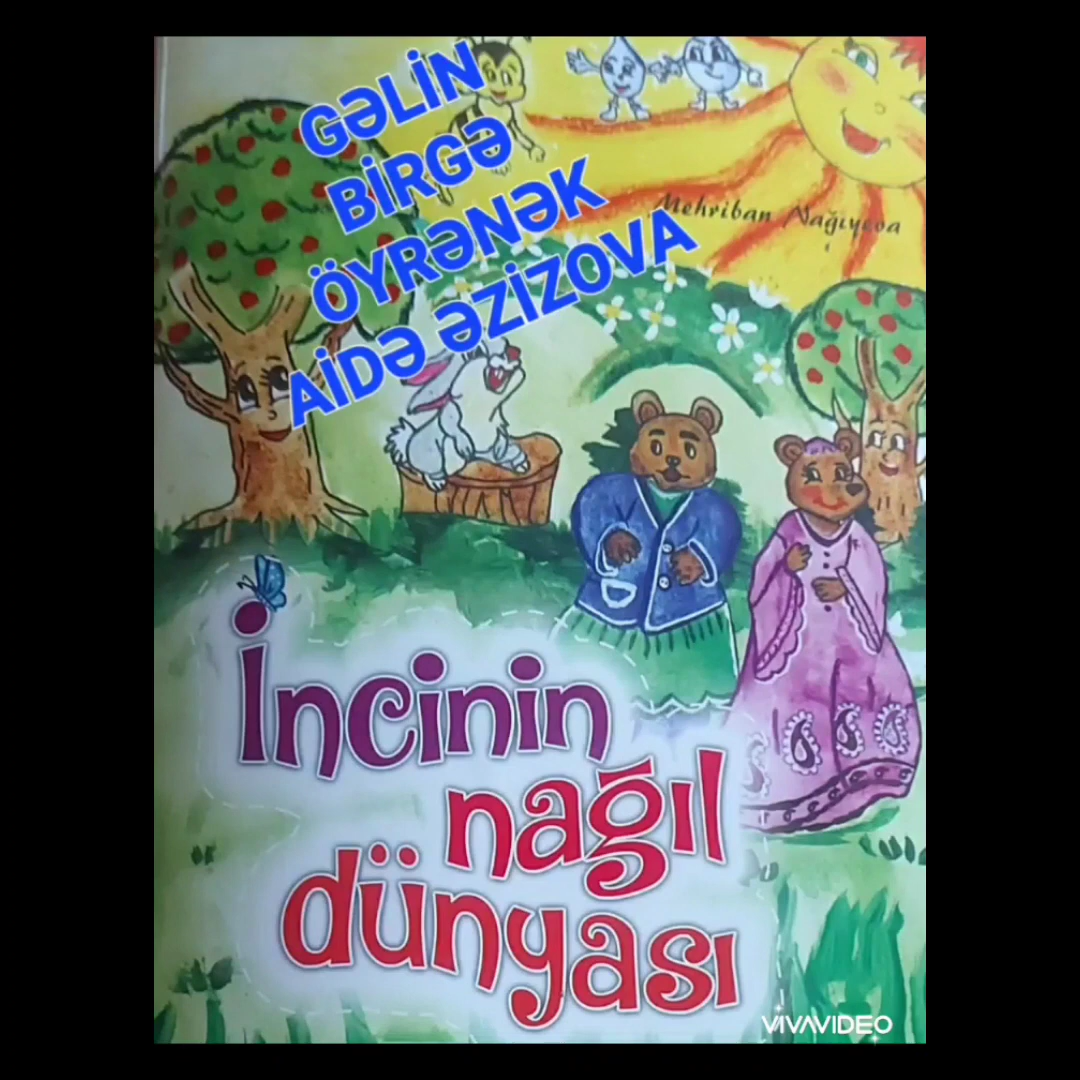 GƏLİN
BİRGƏ
ÖYRƏNƏK
AİDƏ ƏZİZOVA
Mehriban Nağıyeva
İncinin
nağıl
dünyası
VIVAVIDEO